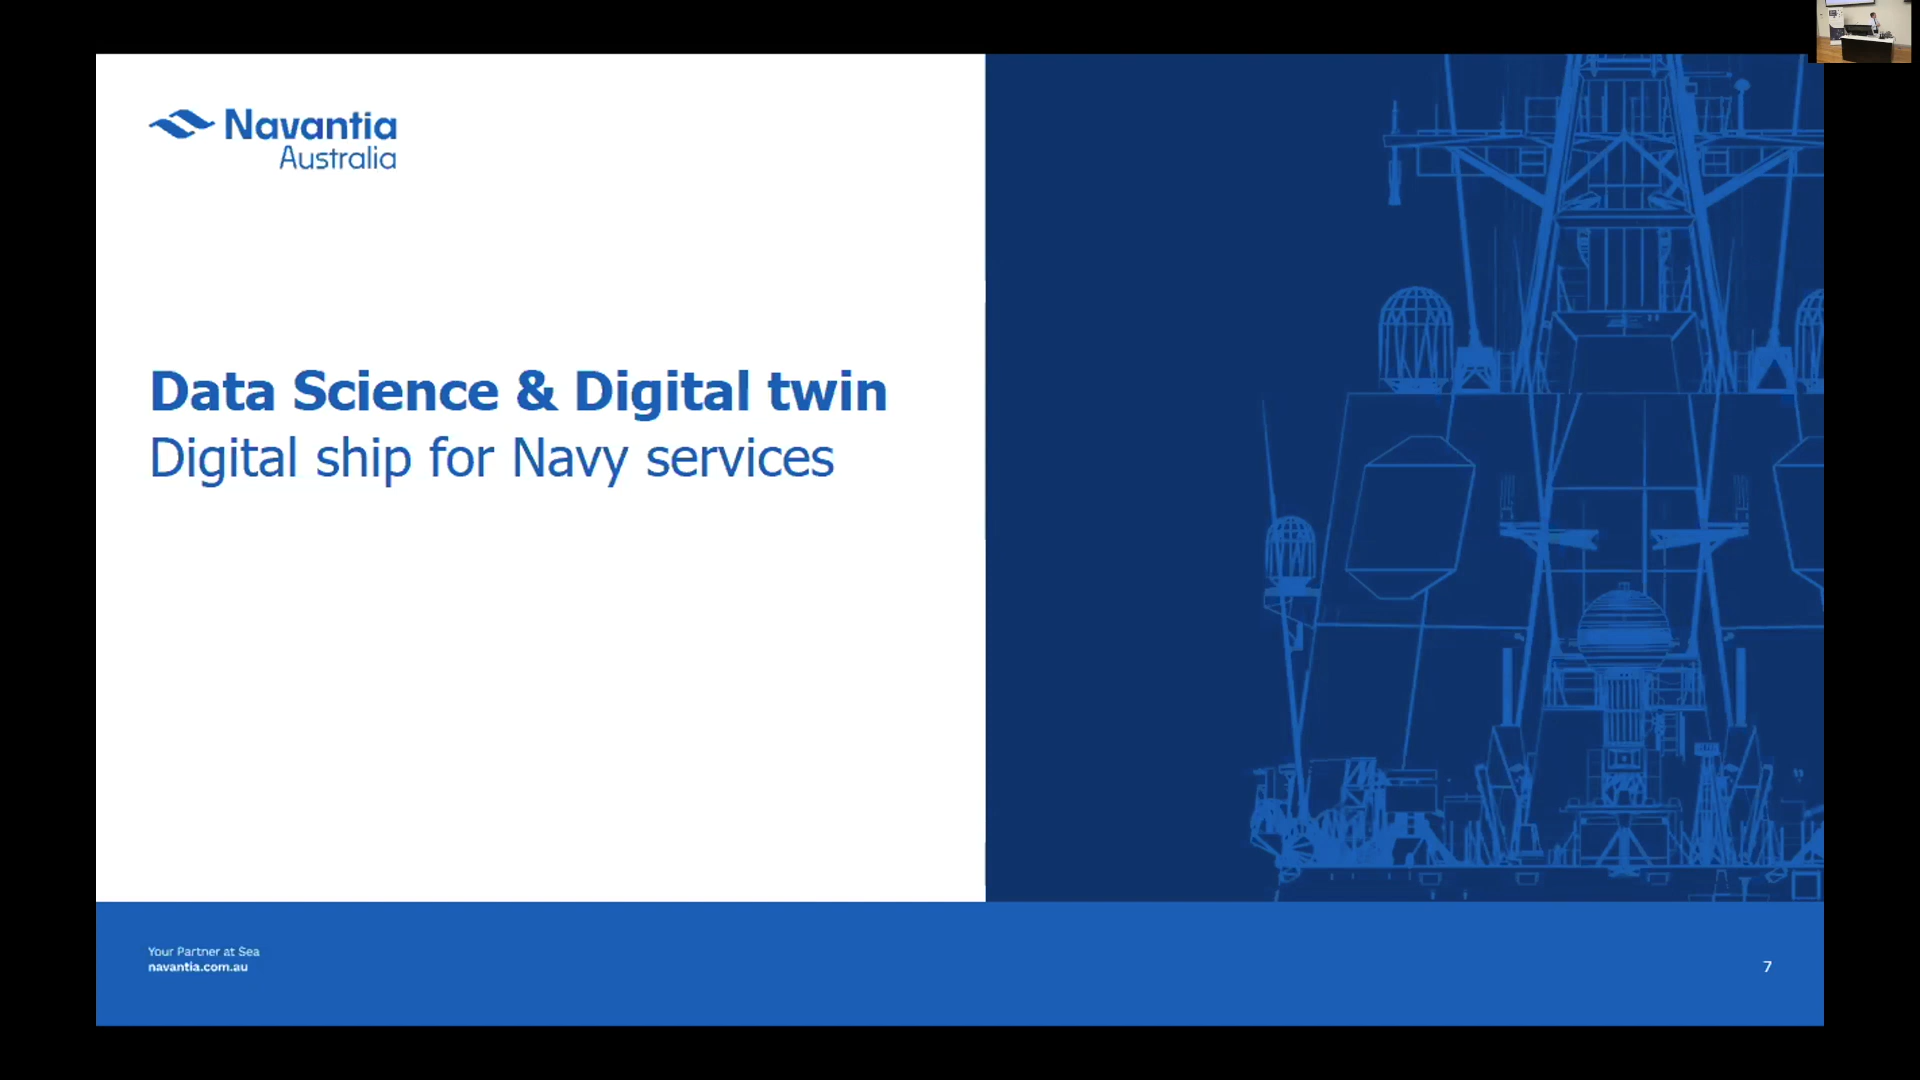 Navantia
Australia
Data Science & Digital twin
Digital ship for Navy services
Your Partner at Sea
navantia.com.au
7